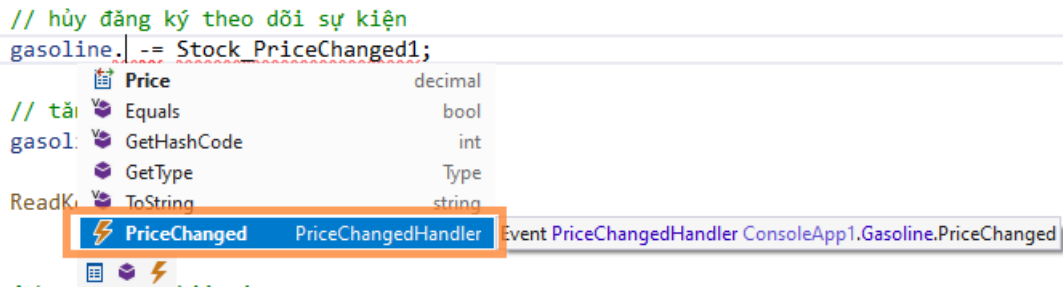 // hủy đăng ký theo dõi sự kiện
gasoline. -= Stock_PriceChanged1;
Price decimal
// tă
Equals bool
gasol
GetHashCode int
GetType Type
ReadK
ToString string
PriceChanged PriceChangedHandler Event PriceChangedHandler ConsoleApp1.Gasoline.PriceChanged